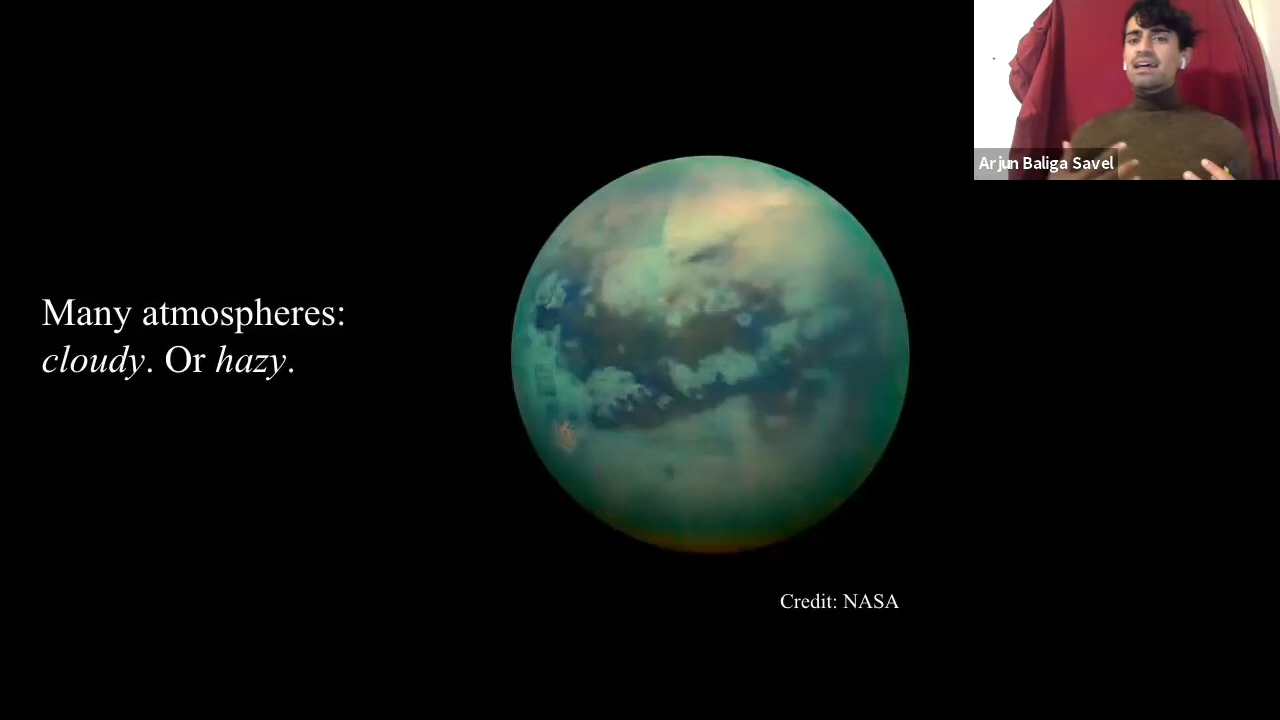 Arjun Baliga Savel
Many atmospheres:
cloudy. Or hazy.
Credit: NASA